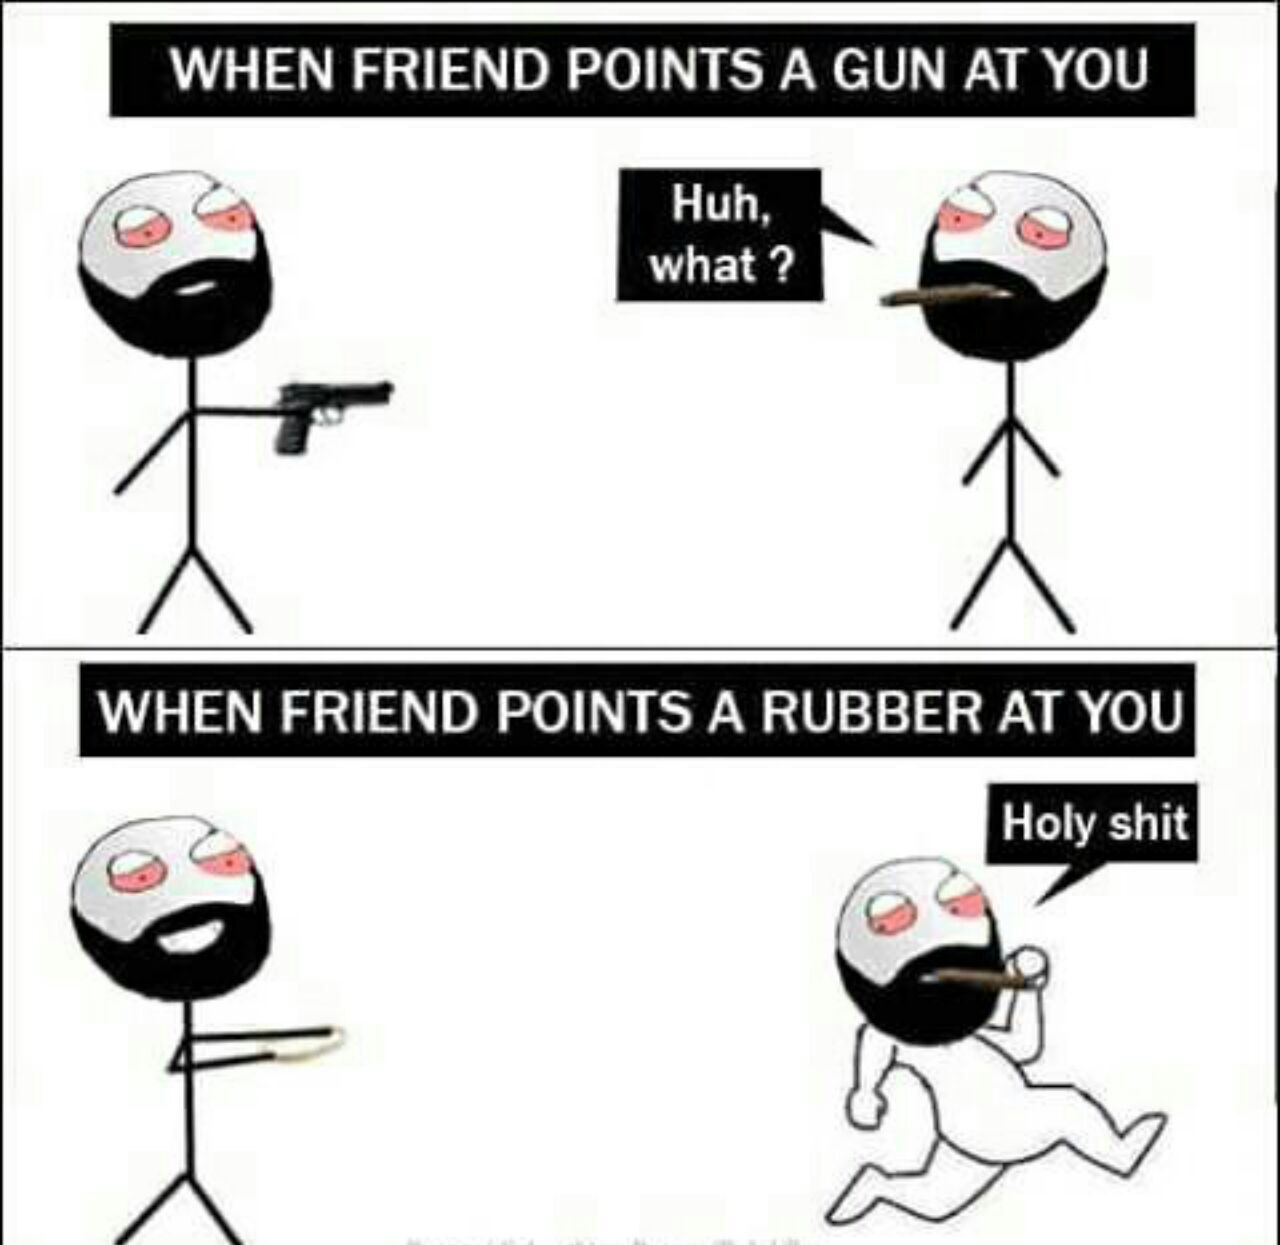 WHEN FRIEND POINTS A GUN AT YOU
Huh,
what ?
WHEN FRIEND POINTS A RUBBER AT YOU
Holy shit